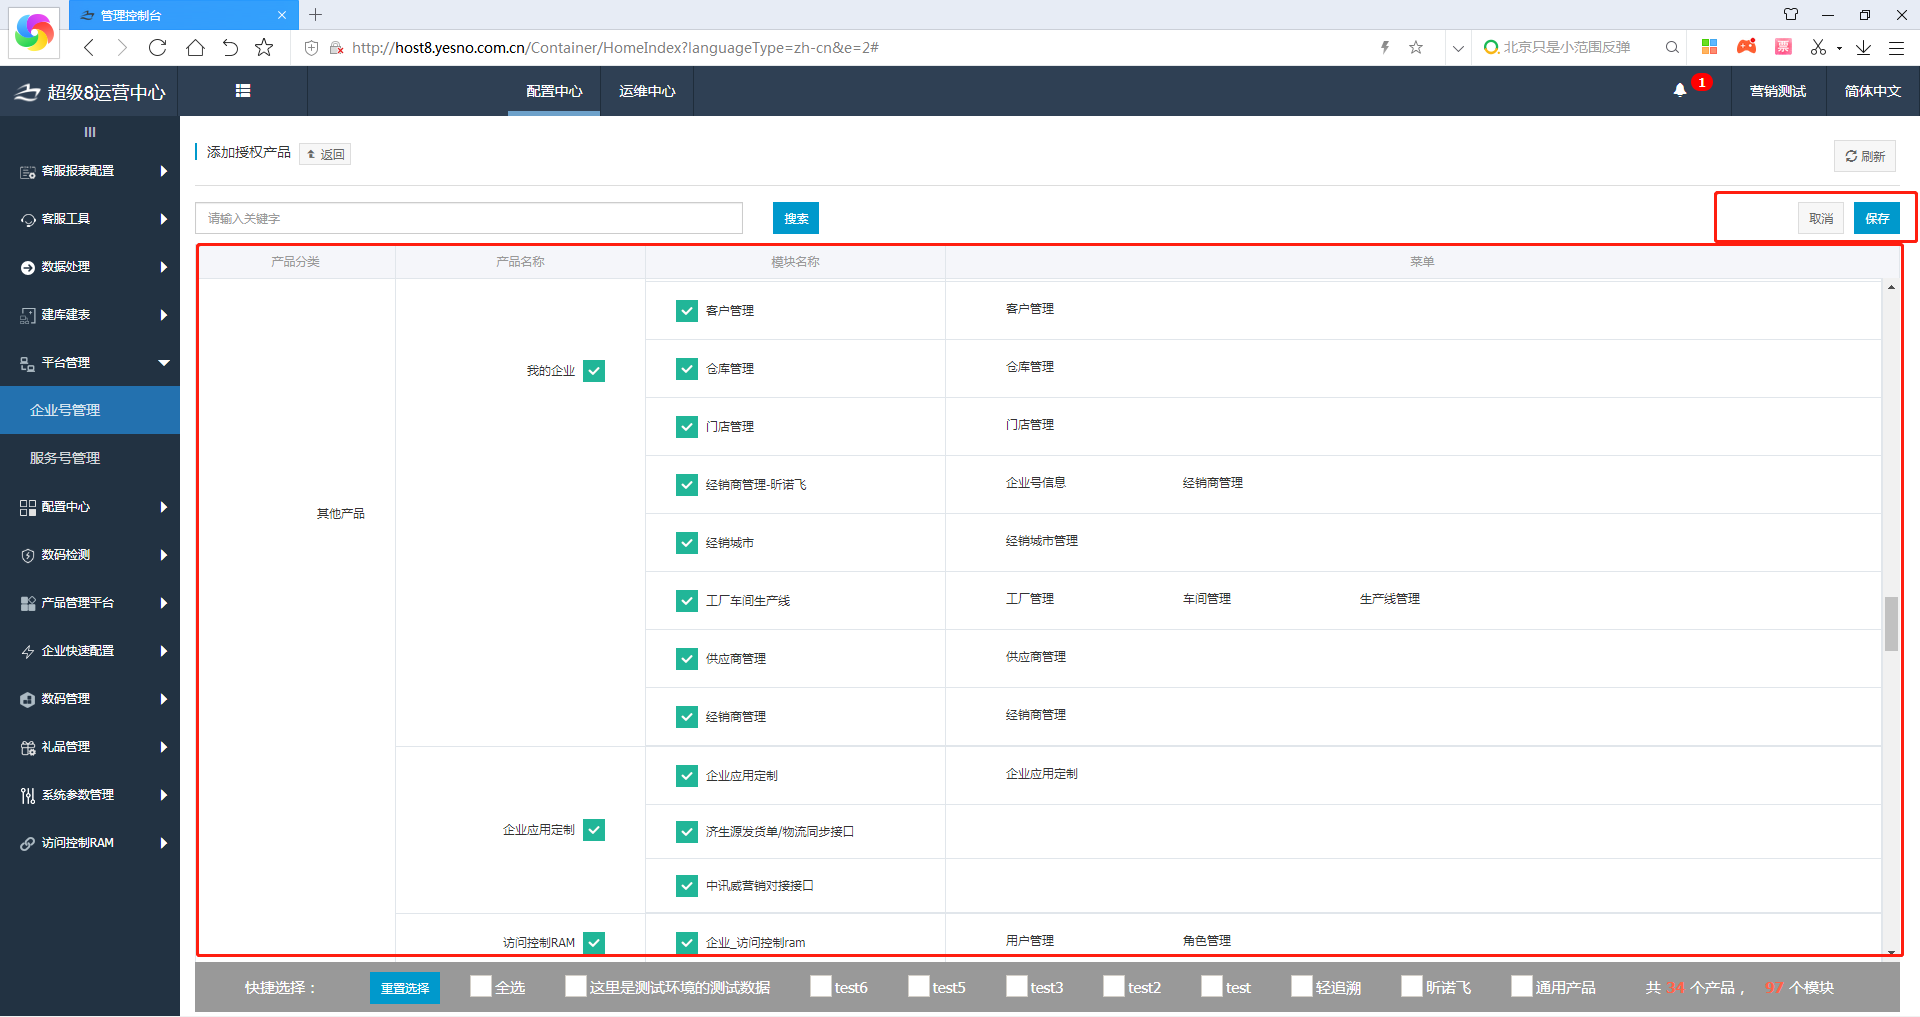 管理控制台
http://host8.yesno.com.cn/Container/HomeIndex?languageType=zh-cn&e=2#
北京只是小范围反弹
票
超级8运营中心
配置中心
运维中心
1
营销测试
简体中文
客服报表配置
客服工具
数据处理
建库建表
平台管理
企业号管理
服务号管理
配置中心
数码检测
产品管理平台
企业快速配置
数码管理
礼品管理
系统参数管理
访问控制RAM
添加授权产品 返回
刷新
请输入关键字 搜索 取消 保存
产品分类 产品名称 模块名称 菜单
其他产品
我的企业
客户管理 客户管理
仓库管理 仓库管理
门店管理 门店管理
经销商管理-昕诺飞 企业号信息 经销商管理
经销城市 经销城市管理
工厂车间生产线 工厂管理 车间管理 生产线管理
供应商管理 供应商管理
经销商管理 经销商管理
企业应用定制
企业应用定制 企业应用定制
济生源发货单/物流同步接口
中讯威营销对接接口
访问控制RAM 企业_访问控制ram 用户管理 角色管理
快捷选择： 重置选择 全选 这里是测试环境的测试数据 test6 test5 test3 test2 test 轻追溯 昕诺飞 通用产品 共 34 个产品， 97 个模块